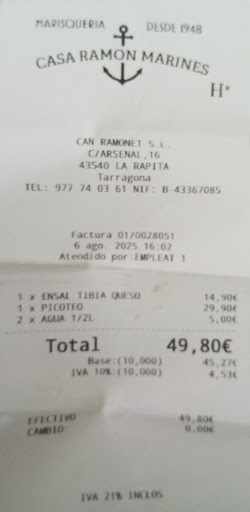 MARISQUERIA DESDE 1948
CASA RAMON MARINES
H*
CAN RAMONET S.L.
C/ARSENAL,16
43540 LA RAPITA
Tarragona
TEL: 977 74 03 61 NIF: B-43367085
Factura 01/0028051
6 ago. 2025 16:02
Atendido por:EMPLEAT 1
1 x ENSAL TIBIA QUESO 14,90€
1 x PICOTEO 29,90€
2 x AGUA 1/2L 5,00€
Total 49,80€
Base:(10,000) 45,27€
IVA 10%:(10,000) 4,53€
EFECTIVO 49,80€
CAMBIO: 0,00€
IVA 21% INCLOS